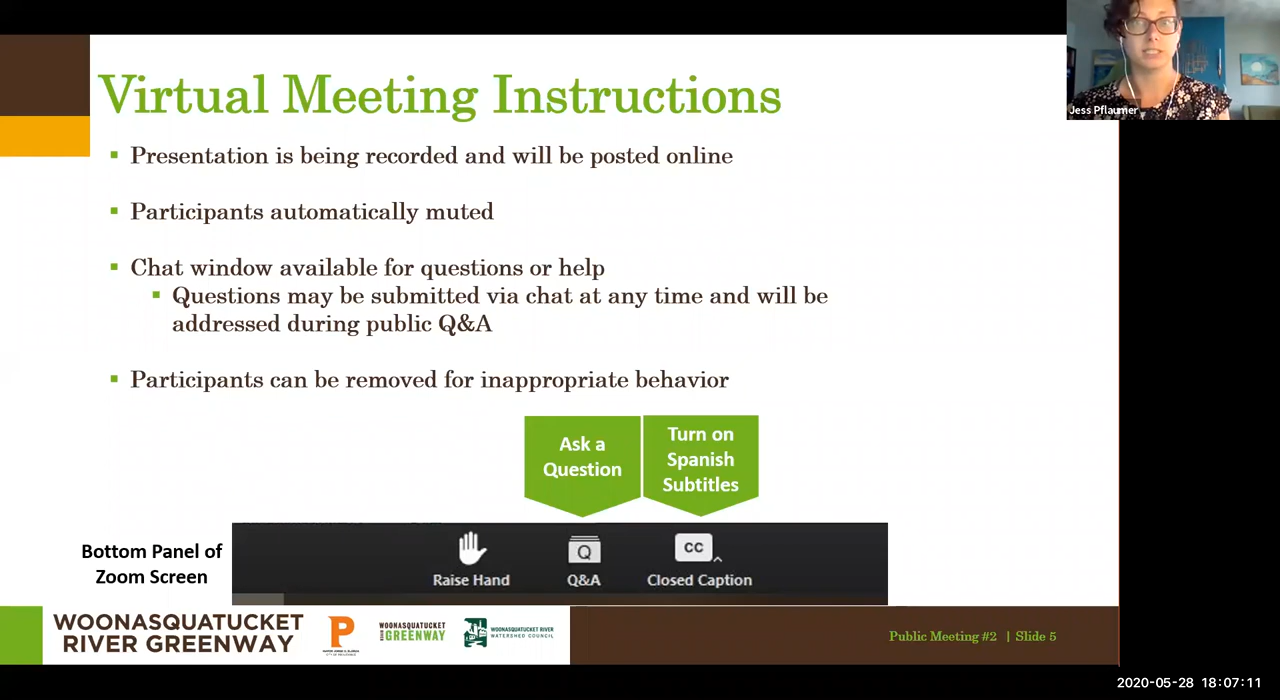 Virtual Meeting Instructions
Jess Pflaumer
Presentation is being recorded and will be posted online
Participants automatically muted
Chat window available for questions or help
Questions may be submitted via chat at any time and will be
addressed during public Q&A
Participants can be removed for inappropriate behavior
Ask a
Question
Turn on
Spanish
Subtitles
Bottom Panel of
Zoom Screen
Raise Hand
Q
Q&A
CC
Closed Caption
WOONASQUATUCKET
RIVER GREENWAY
P
WOONASQUATUCKET
RIVER GREENWAY
WOONASQUATUCKET RIVER
WATERSHED COUNCIL
Public Meeting #2 | Slide 5
2020-05-28 18:07:11